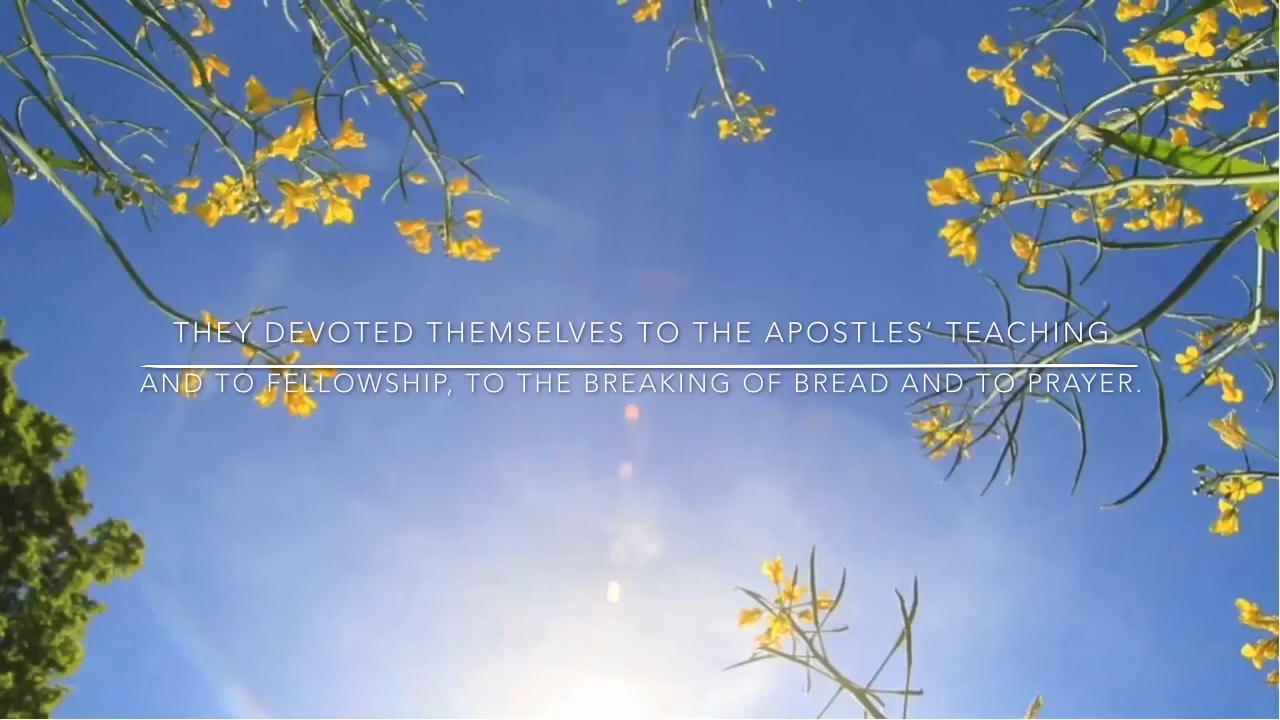 THEY DEVOTED THEMSELVES TO THE APOSTLES’ TEACHING
AND TO FELLOWSHIP, TO THE BREAKING OF BREAD AND TO PRAYER.